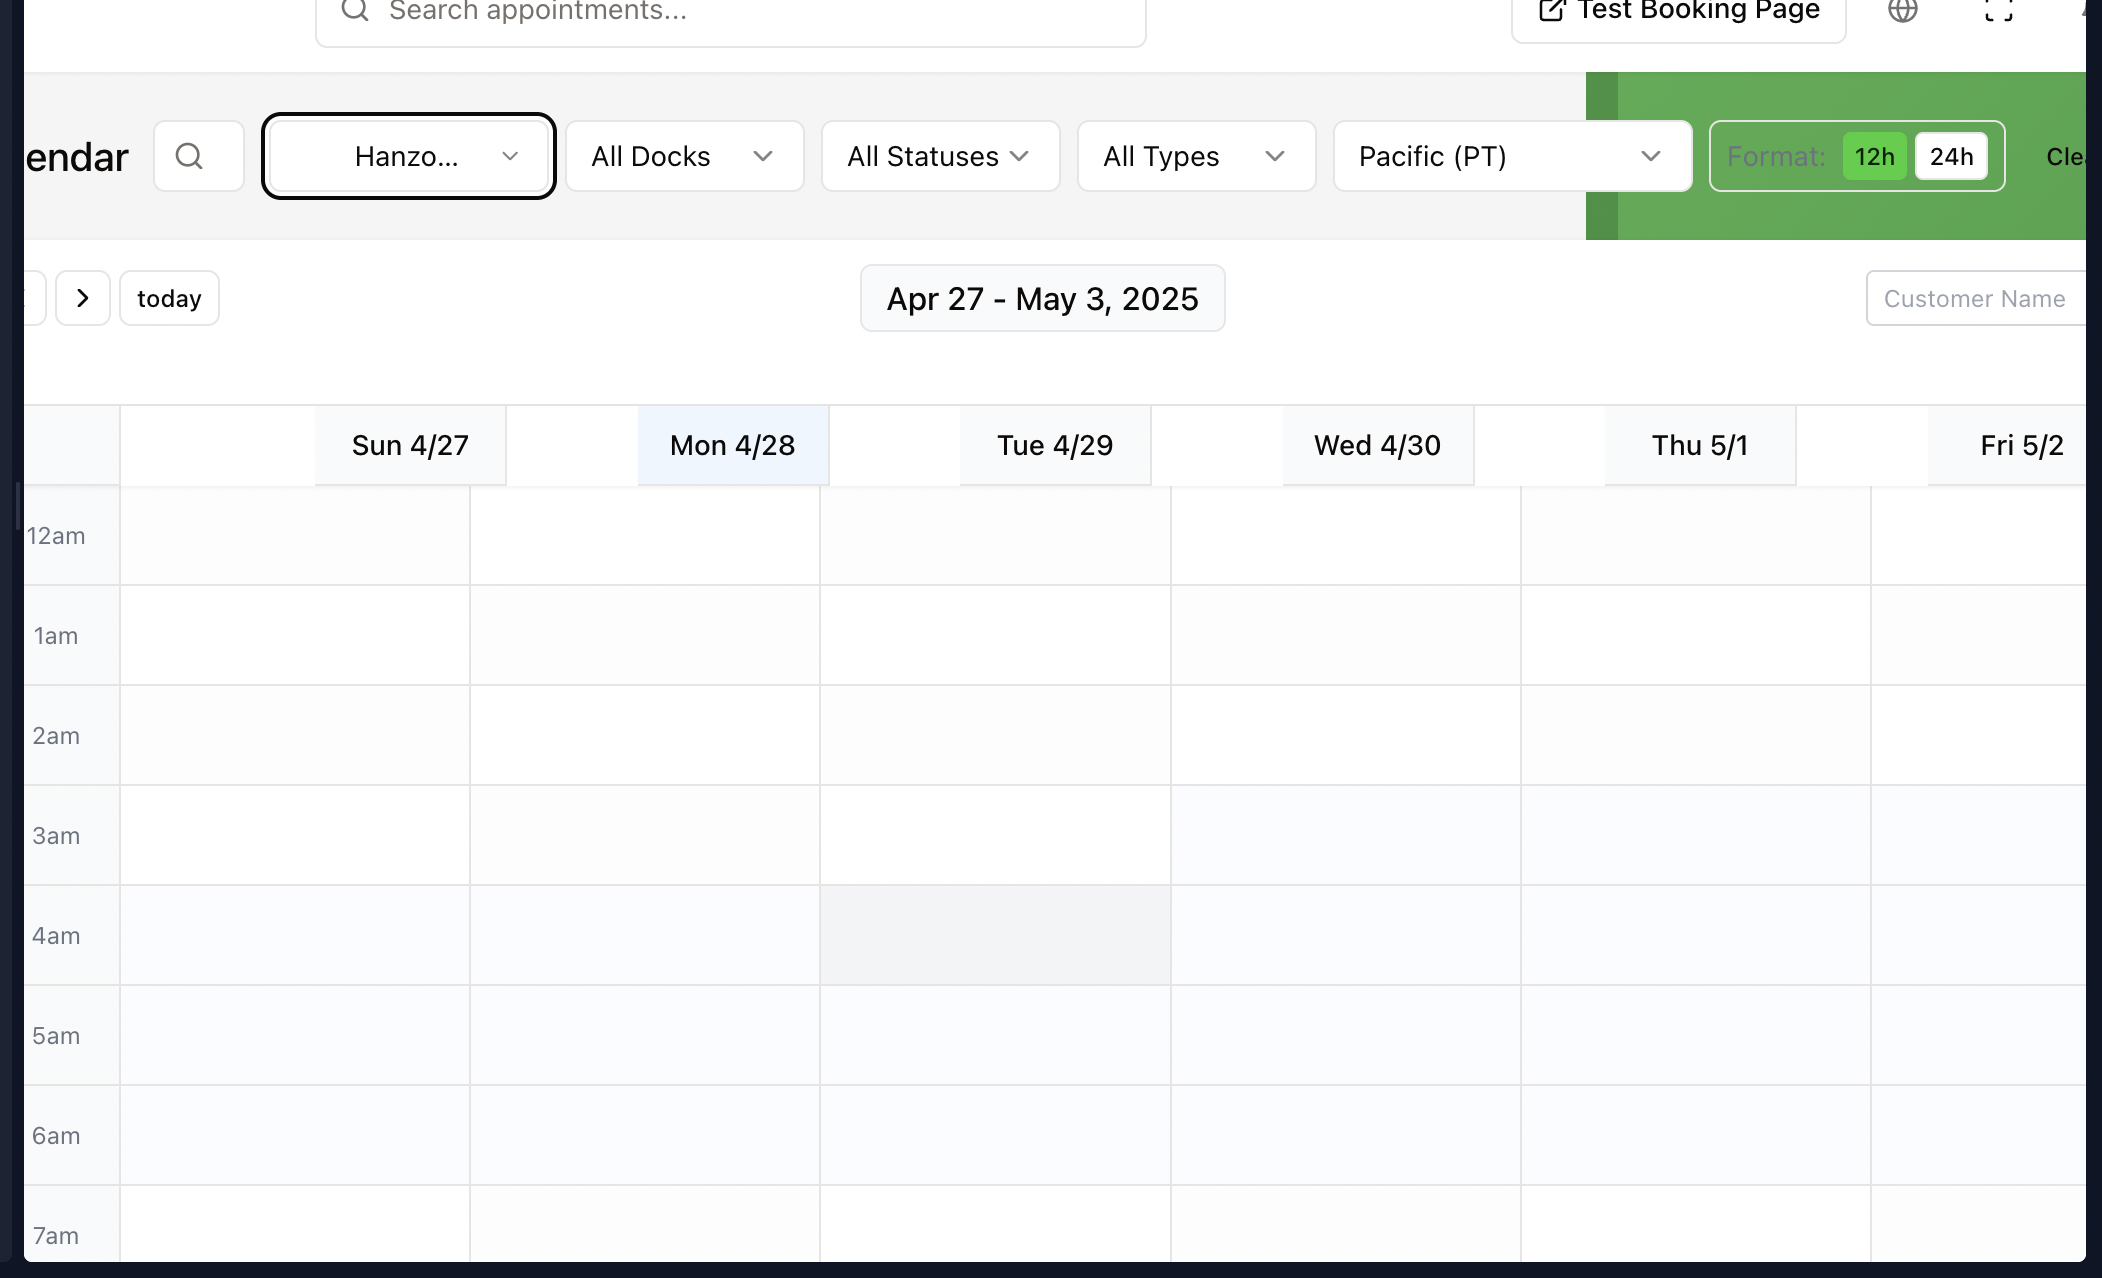 Search appointments...
Test Booking Page
endar
Hanzo...
All Docks
All Statuses
All Types
Pacific (PT)
Format: 12h 24h
Cle
today
Apr 27 - May 3, 2025
Customer Name
Sun 4/27
Mon 4/28
Tue 4/29
Wed 4/30
Thu 5/1
Fri 5/2
12am
1am
2am
3am
4am
5am
6am
7am